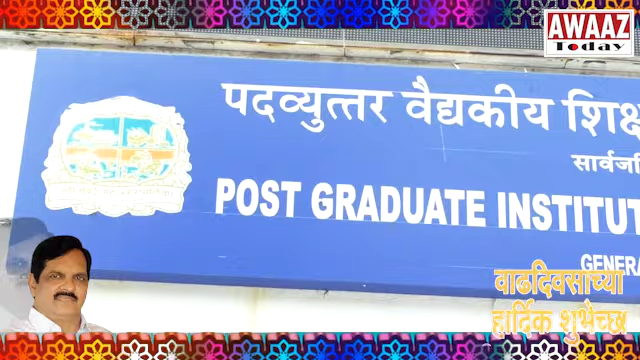 AWAAZ
Today
पदव्युत्तर वैद्यकीय शिक्ष
सार्वजनि
POST GRADUATE INSTITUT
GENERA
वाढदिवसाच्या
हार्दिक शुभेच्छा